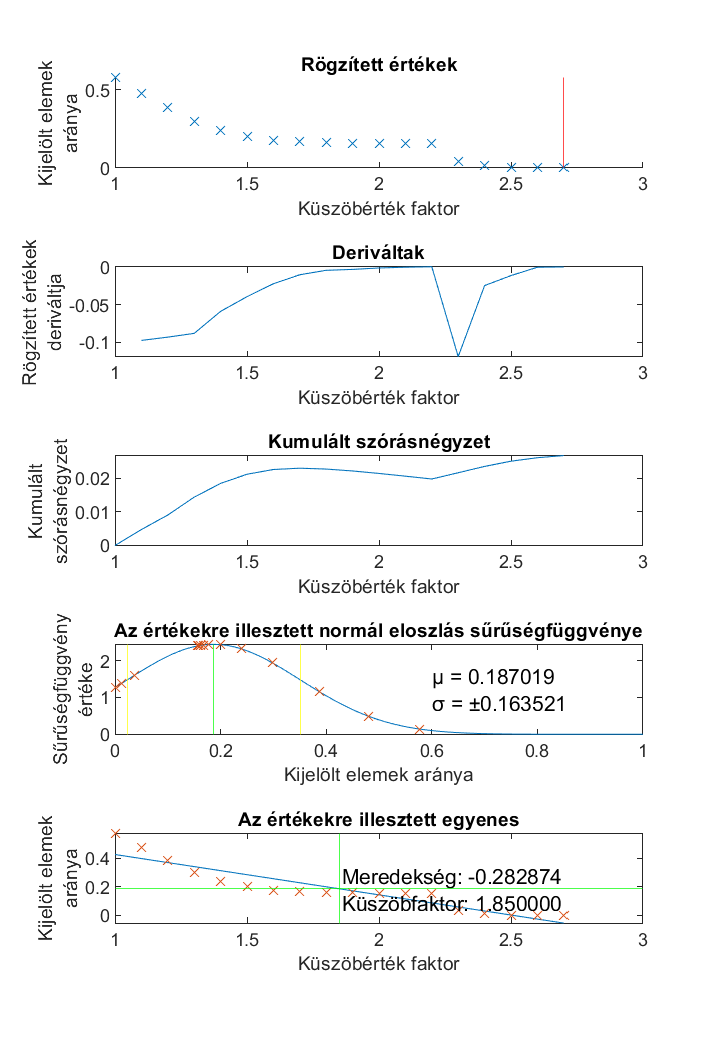 Rögzített értékek
Kijelölt elemek
aránya
0.5
0
1
1.5
2
2.5
3
Küszöbérték faktor
Deriváltak
Rögzített értékek
deriváltja
0
-0.05
-0.1
1
1.5
2
2.5
3
Küszöbérték faktor
Kumulált szórásnégyzet
Kumulált
szórásnégyzet
0.02
0.01
0
1
1.5
2
2.5
3
Küszöbérték faktor
Az értékekre illesztett normál eloszlás sűrűségfüggvénye
Sűrűségfüggvény
értéke
2
1
0
μ = 0.187019
σ = ±0.163521
0
0.2
0.4
0.6
0.8
1
Kijelölt elemek aránya
Az értékekre illesztett egyenes
Kijelölt elemek
aránya
0.4
0.2
0
Meredekség: -0.282874
Küszöbfaktor: 1.850000
1
1.5
2
2.5
3
Küszöbérték faktor